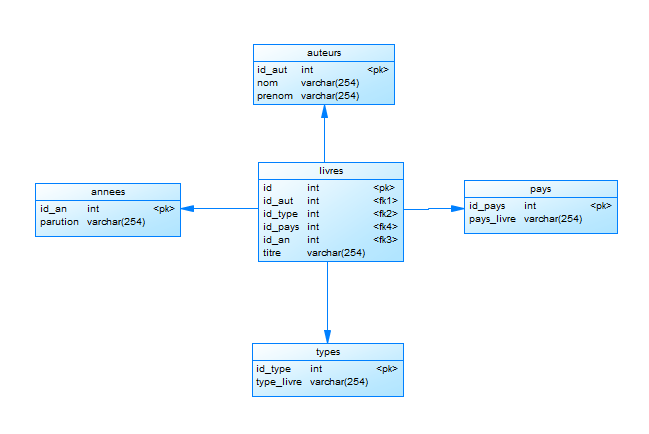 auteurs
id_aut int <pk>
nom varchar(254)
prenom varchar(254)
livres
id int <pk>
id_aut int <fk1>
id_type int <fk2>
id_pays int <fk4>
id_an int <fk3>
titre varchar(254)
annees
id_an int <pk>
parution varchar(254)
pays
id_pays int <pk>
pays_livre varchar(254)
types
id_type int <pk>
type_livre varchar(254)